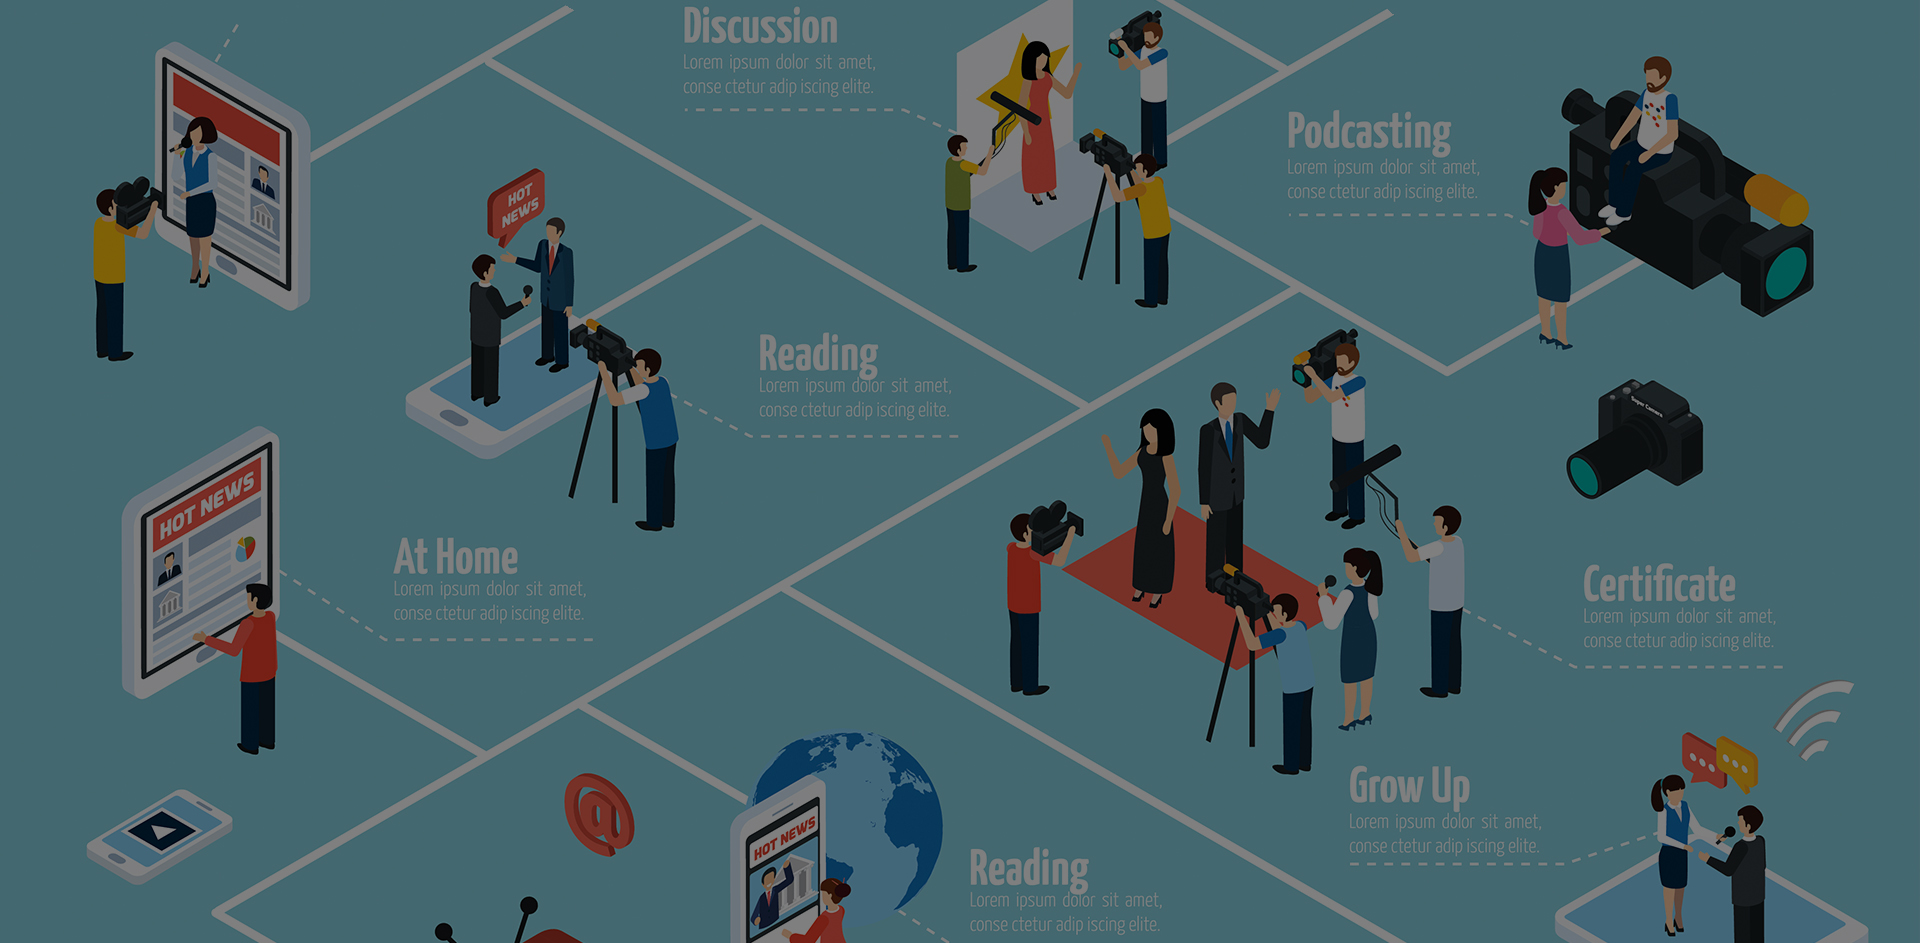 Discussion
Lorem ipsum dolor sit amet,
conse ctetur adip iscing elite.
Podcasting
Lorem ipsum dolor sit amet,
conse ctetur adip iscing elite.
HOT
NEWS
Reading
Lorem ipsum dolor sit amet,
conse ctetur adip iscing elite.
Super Camera
HOT NEWS
At Home
Lorem ipsum dolor sit amet,
conse ctetur adip iscing elite.
Certificate
Lorem ipsum dolor sit amet,
conse ctetur adip iscing elite.
Grow Up
Lorem ipsum dolor sit amet,
conse ctetur adip iscing elite.
@
HOT NEWS
Reading
Lorem ipsum dolor sit amet,
conse ctetur adip iscing elite.